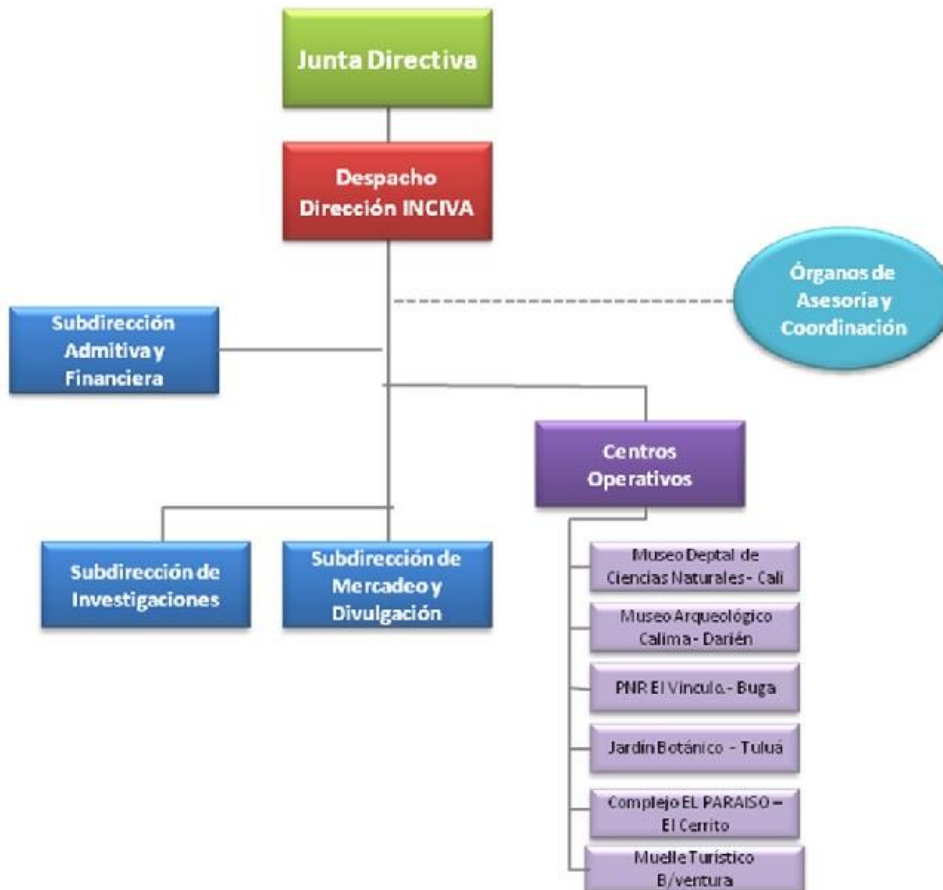 Junta Directiva
Despacho
Dirección INCIVA
Órganos de
Asesoría y
Coordinación
Subdirección
Admitiva y
Financiera
Centros
Operativos
Subdirección de
Investigaciones
Subdirección de
Mercadeo y
Divulgación
Museo Deptal de
Ciencias Naturales - Cali
Museo Arqueológico
Calima - Darién
PNR El Vinculo.- Buga
Jardín Botánico – Tuluá
Complejo EL PARAISO –
El Cerrito
Muelle Turístico
B/ventura